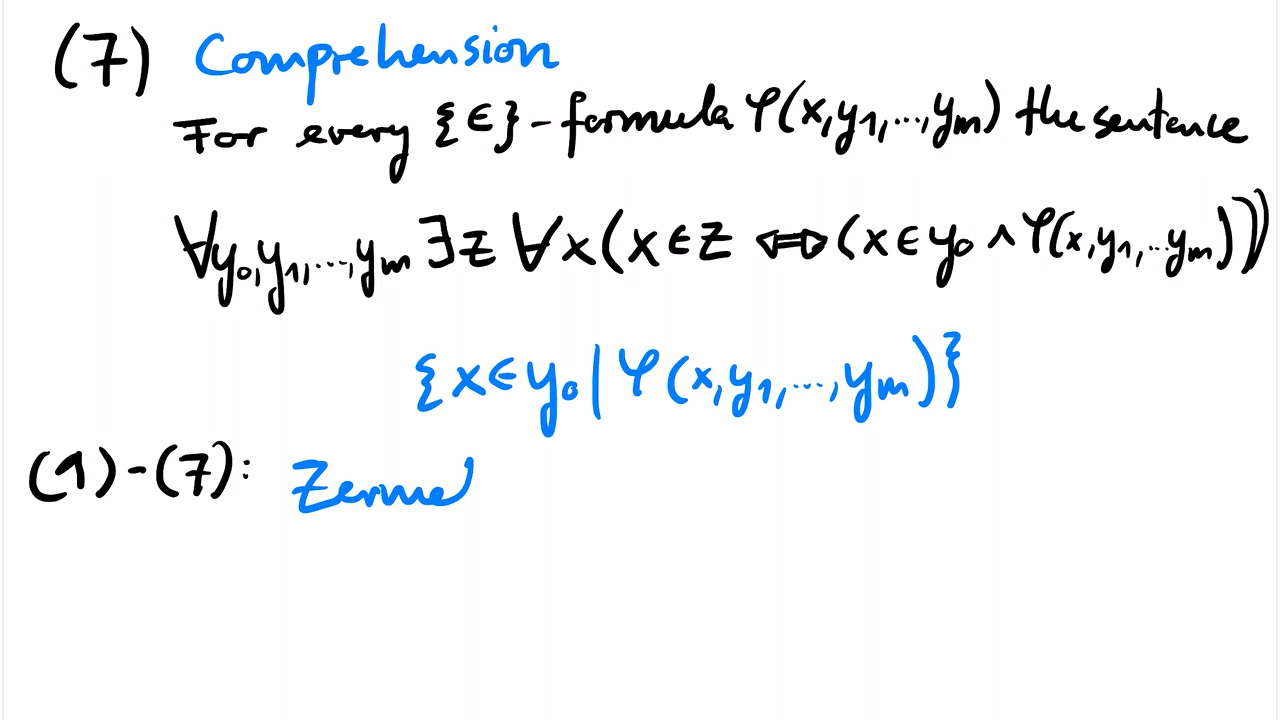 (7) Comprehension
For every {∈}-formula φ(x,y₁,...,yₘ) the sentence
∀y₀,y₁,...,yₘ ∃z ∀x(x∈z ⟺ (x∈y₀ ∧ φ(x,y₁,...yₘ)))
{x∈y₀ | φ(x,y₁,...,yₘ)}
(1)-(7): Zermel